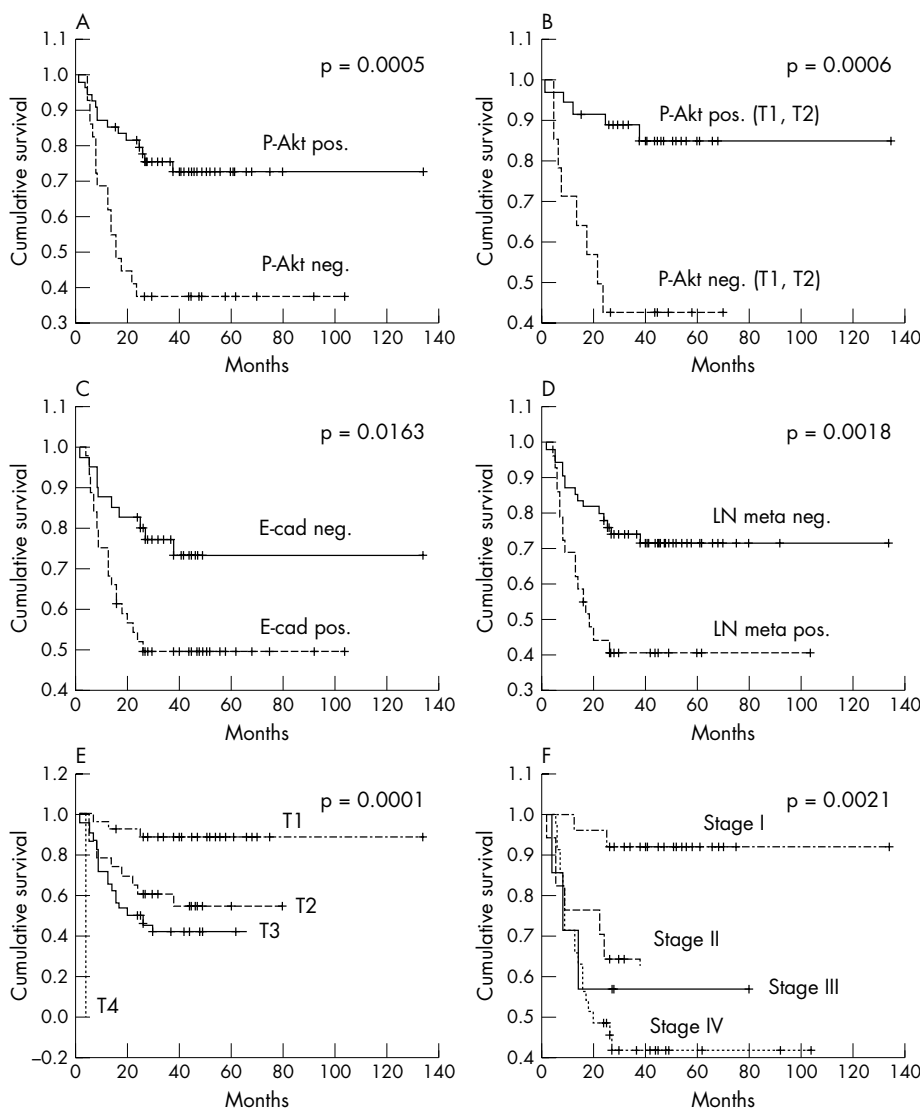 A
1.1
1.0
0.9
0.8
0.7
0.6
0.5
0.4
0.3
Cumulative survival
p = 0.0005
P-Akt pos.
P-Akt neg.
0 20 40 60 80 100 120 140
Months
B
1.1
1.0
0.9
0.8
0.7
0.6
0.5
0.4
Cumulative survival
p = 0.0006
P-Akt pos. (T1, T2)
P-Akt neg. (T1, T2)
0 20 40 60 80 100 120 140
Months
C
1.1
1.0
0.9
0.8
0.7
0.6
0.5
0.4
Cumulative survival
p = 0.0163
E-cad neg.
E-cad pos.
0 20 40 60 80 100 120 140
Months
D
1.1
1.0
0.9
0.8
0.7
0.6
0.5
0.4
0.3
Cumulative survival
p = 0.0018
LN meta neg.
LN meta pos.
0 20 40 60 80 100 120 140
Months
E
1.2
1.0
0.8
0.6
0.4
0.2
0.0
–0.2
Cumulative survival
p = 0.0001
T1
T2
T3
T4
0 20 40 60 80 100 120 140
Months
F
1.1
1.0
0.9
0.8
0.7
0.6
0.5
0.4
Cumulative survival
p = 0.0021
Stage I
Stage II
Stage III
Stage IV
0 20 40 60 80 100 120 140
Months